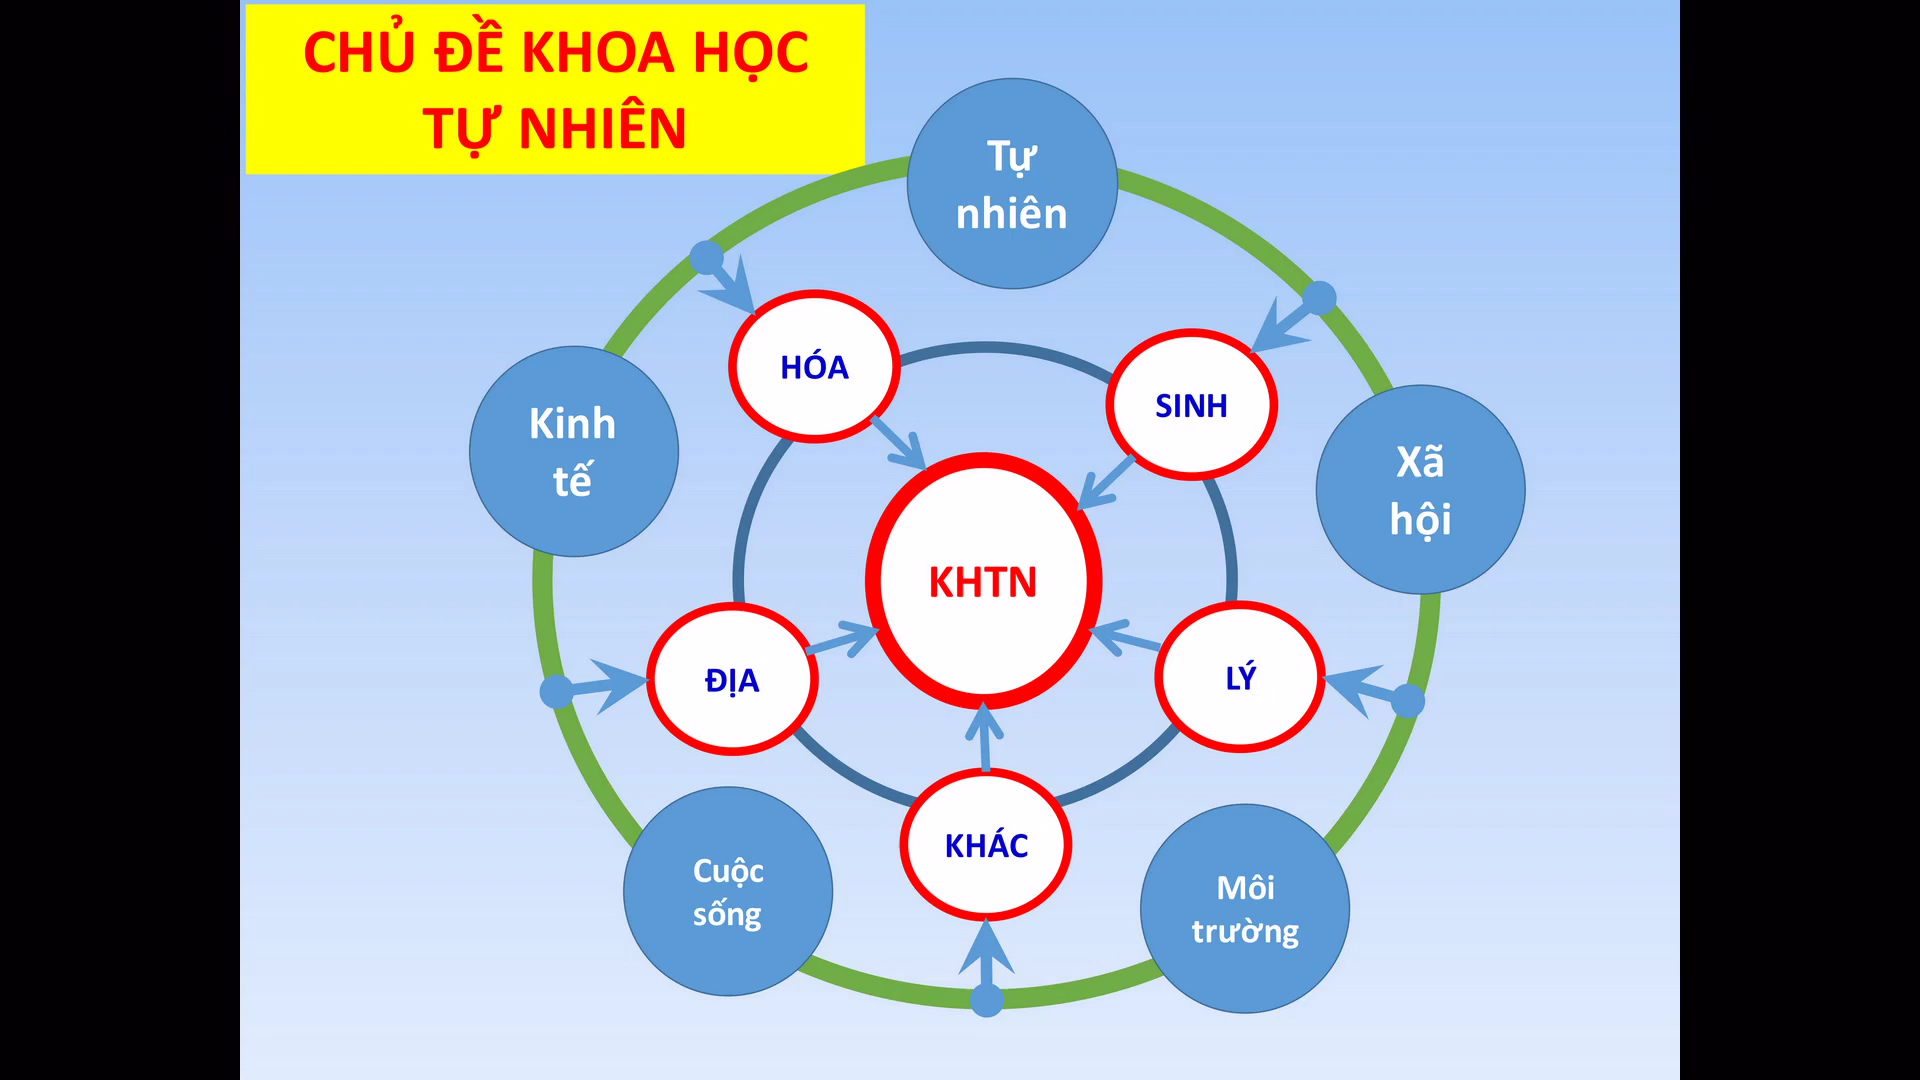 CHỦ ĐỀ KHOA HỌC
TỰ NHIÊN
Tự
nhiên
HÓA
SINH
Kinh
tế
Xã
hội
KHTN
ĐỊA
LÝ
KHÁC
Cuộc
sống
Môi
trường